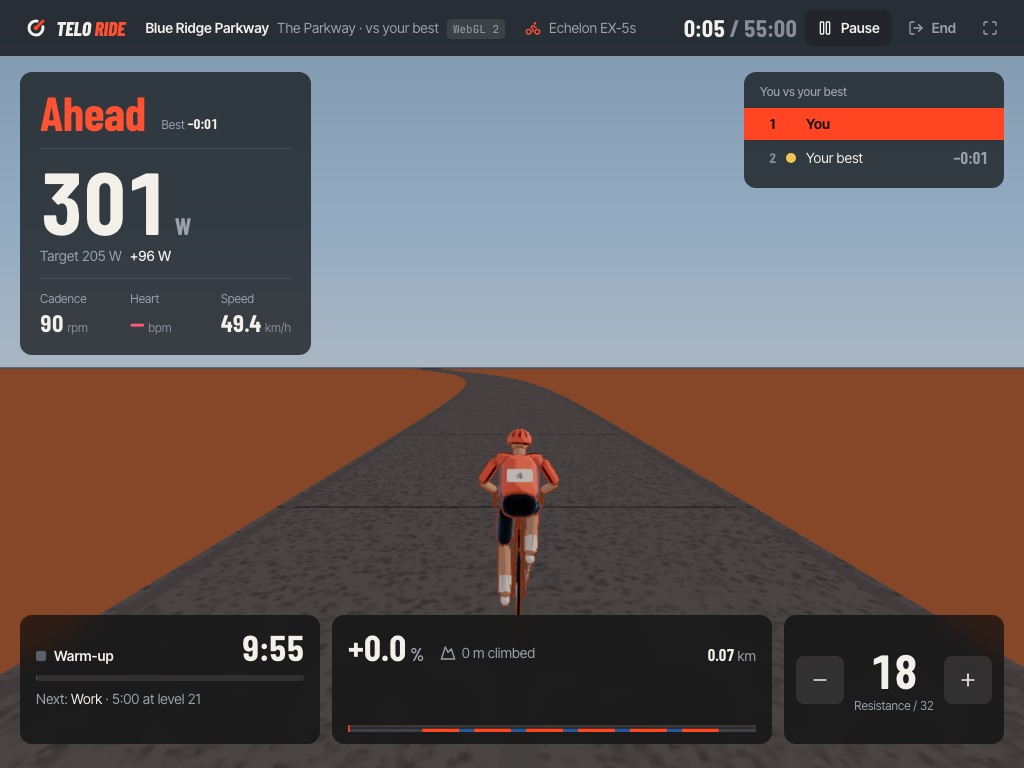 TELO RIDE
Blue Ridge Parkway The Parkway · vs your best WebGL 2 Echelon EX-5s 0:05 / 55:00 Pause End
Ahead Best −0:01
301 W
Target 205 W +96 W
Cadence Heart Speed
90 rpm – bpm 49.4 km/h
You vs your best
1 You
2 Your best −0:01
4
Warm-up 9:55
Next: Work · 5:00 at level 21
+0.0 % 0 m climbed 0.07 km
− 18 +
Resistance / 32